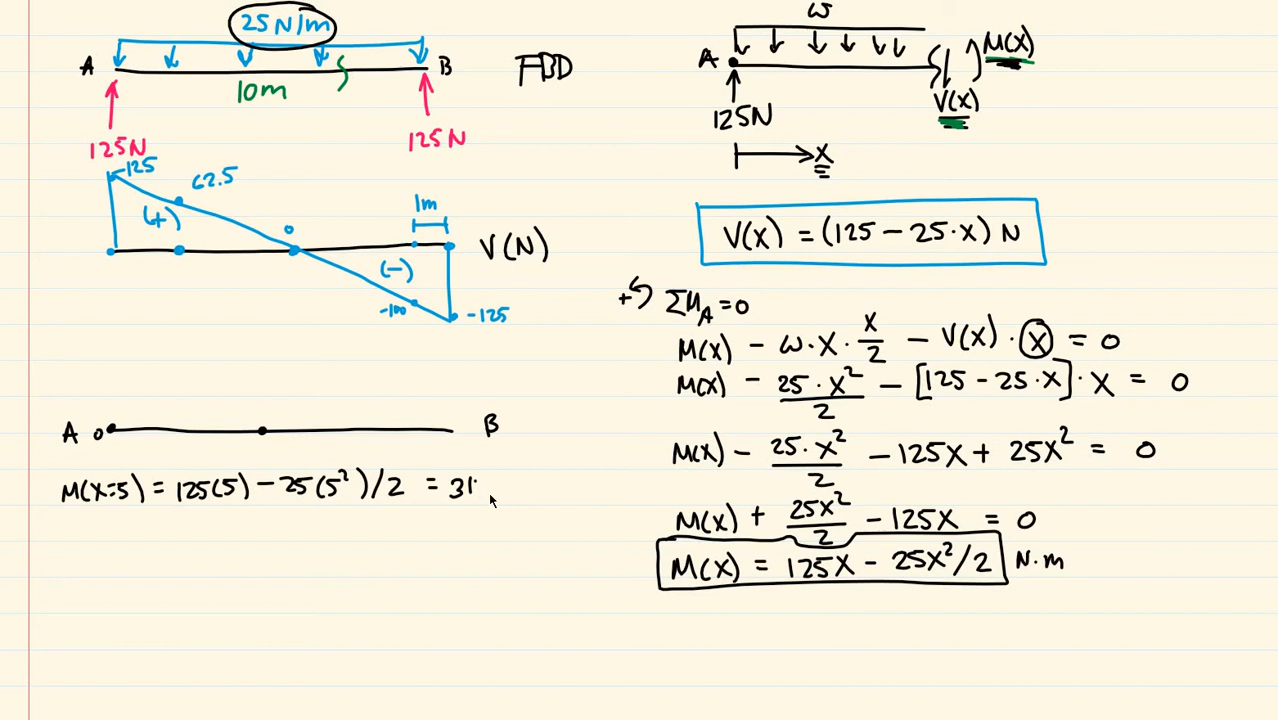 25 N/m
A B FBD
10m
125N 125N
125
62.5
(+)
0
1m
V(N)
(-)
-100
-125
A 0 B
M(X=5) = 125(5) - 25(5²)/2 = 31
ω
A M(X)
V(X)
125N
X
V(X) = (125 - 25·X) N
+↺ ΣM_A = 0
M(X) - ω·X·X/2 - V(X)·X = 0
M(X) - 25·X²/2 - [125 - 25·X]·X = 0
M(X) - 25·X²/2 - 125X + 25X² = 0
M(X) + 25X²/2 - 125X = 0
M(X) = 125X - 25X²/2 N·m